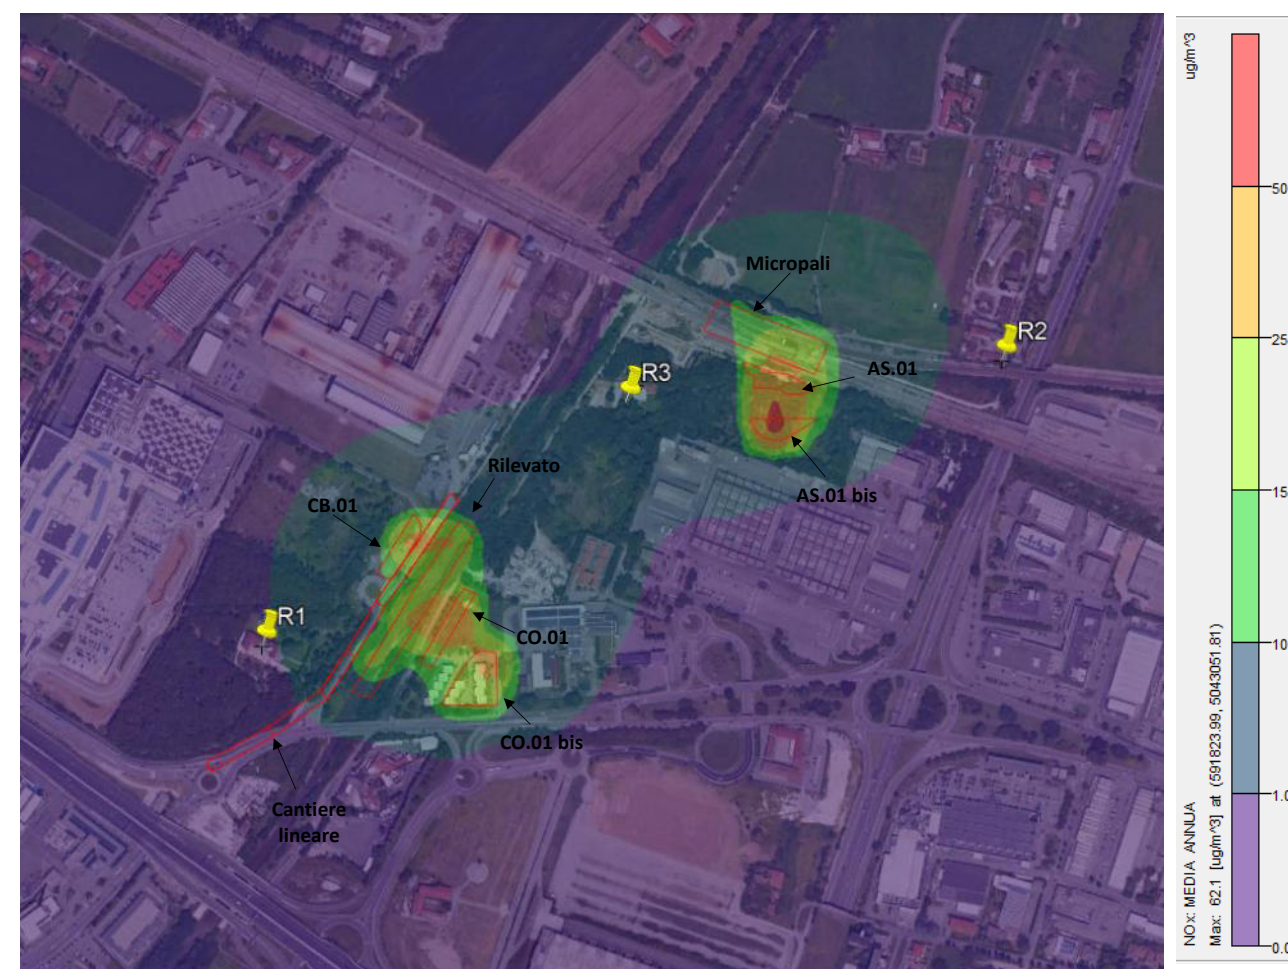 Micropali
R2
AS.01
R3
AS.01 bis
Rilevato
CB.01
R1
CO.01
CO.01 bis
Cantiere
lineare
ug/m^3
50
25
15
10
1.0
0.0
NOx: MEDIA ANNUA
Max: 62.1 [ug/m^3] at (591823.99, 5043051.81)